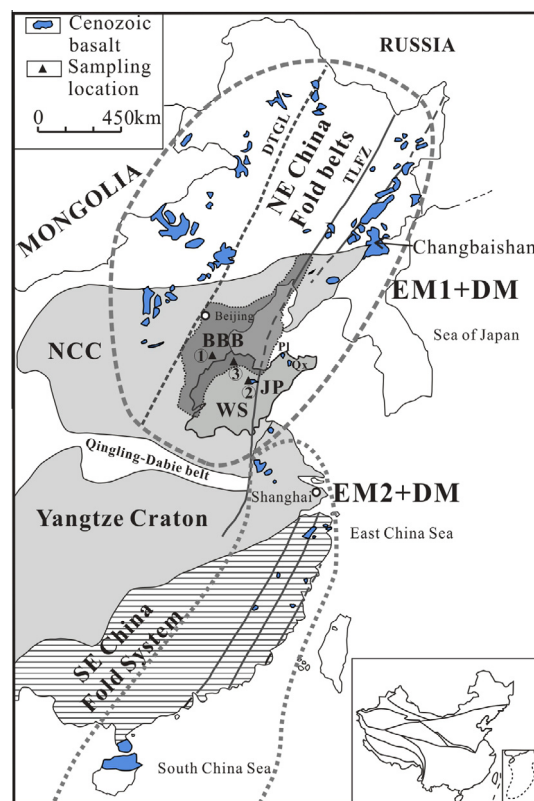 Cenozoic
basalt
Sampling
location
0 450km
RUSSIA
MONGOLIA
DTGL
NE China
Fold belts
TLFZ
Changbaishan
EM1+DM
Sea of Japan
NCC
Beijing
BBB
1
3
2
Pl
Qx
JP
WS
Qingling-Dabie belt
Shanghai
EM2+DM
Yangtze Craton
East China Sea
SE China
Fold System
South China Sea